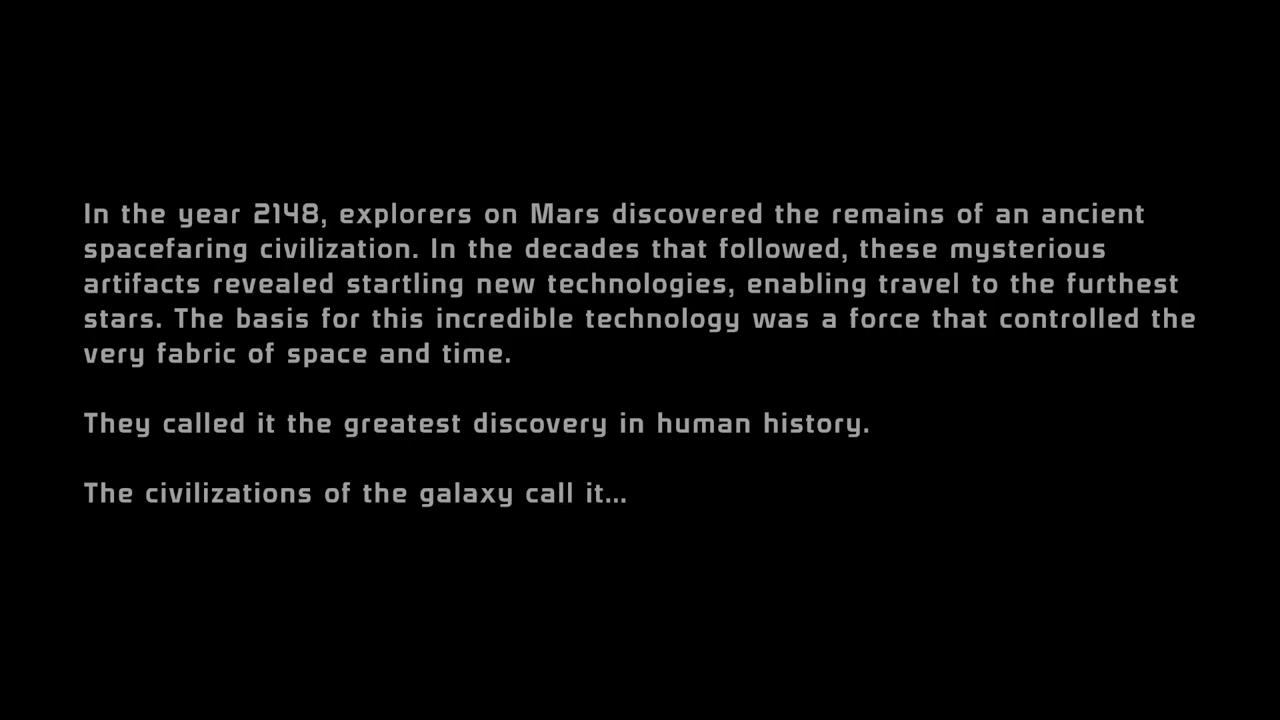 In the year 2148, explorers on Mars discovered the remains of an ancient
spacefaring civilization. In the decades that followed, these mysterious
artifacts revealed startling new technologies, enabling travel to the furthest
stars. The basis for this incredible technology was a force that controlled the
very fabric of space and time.
They called it the greatest discovery in human history.
The civilizations of the galaxy call it...